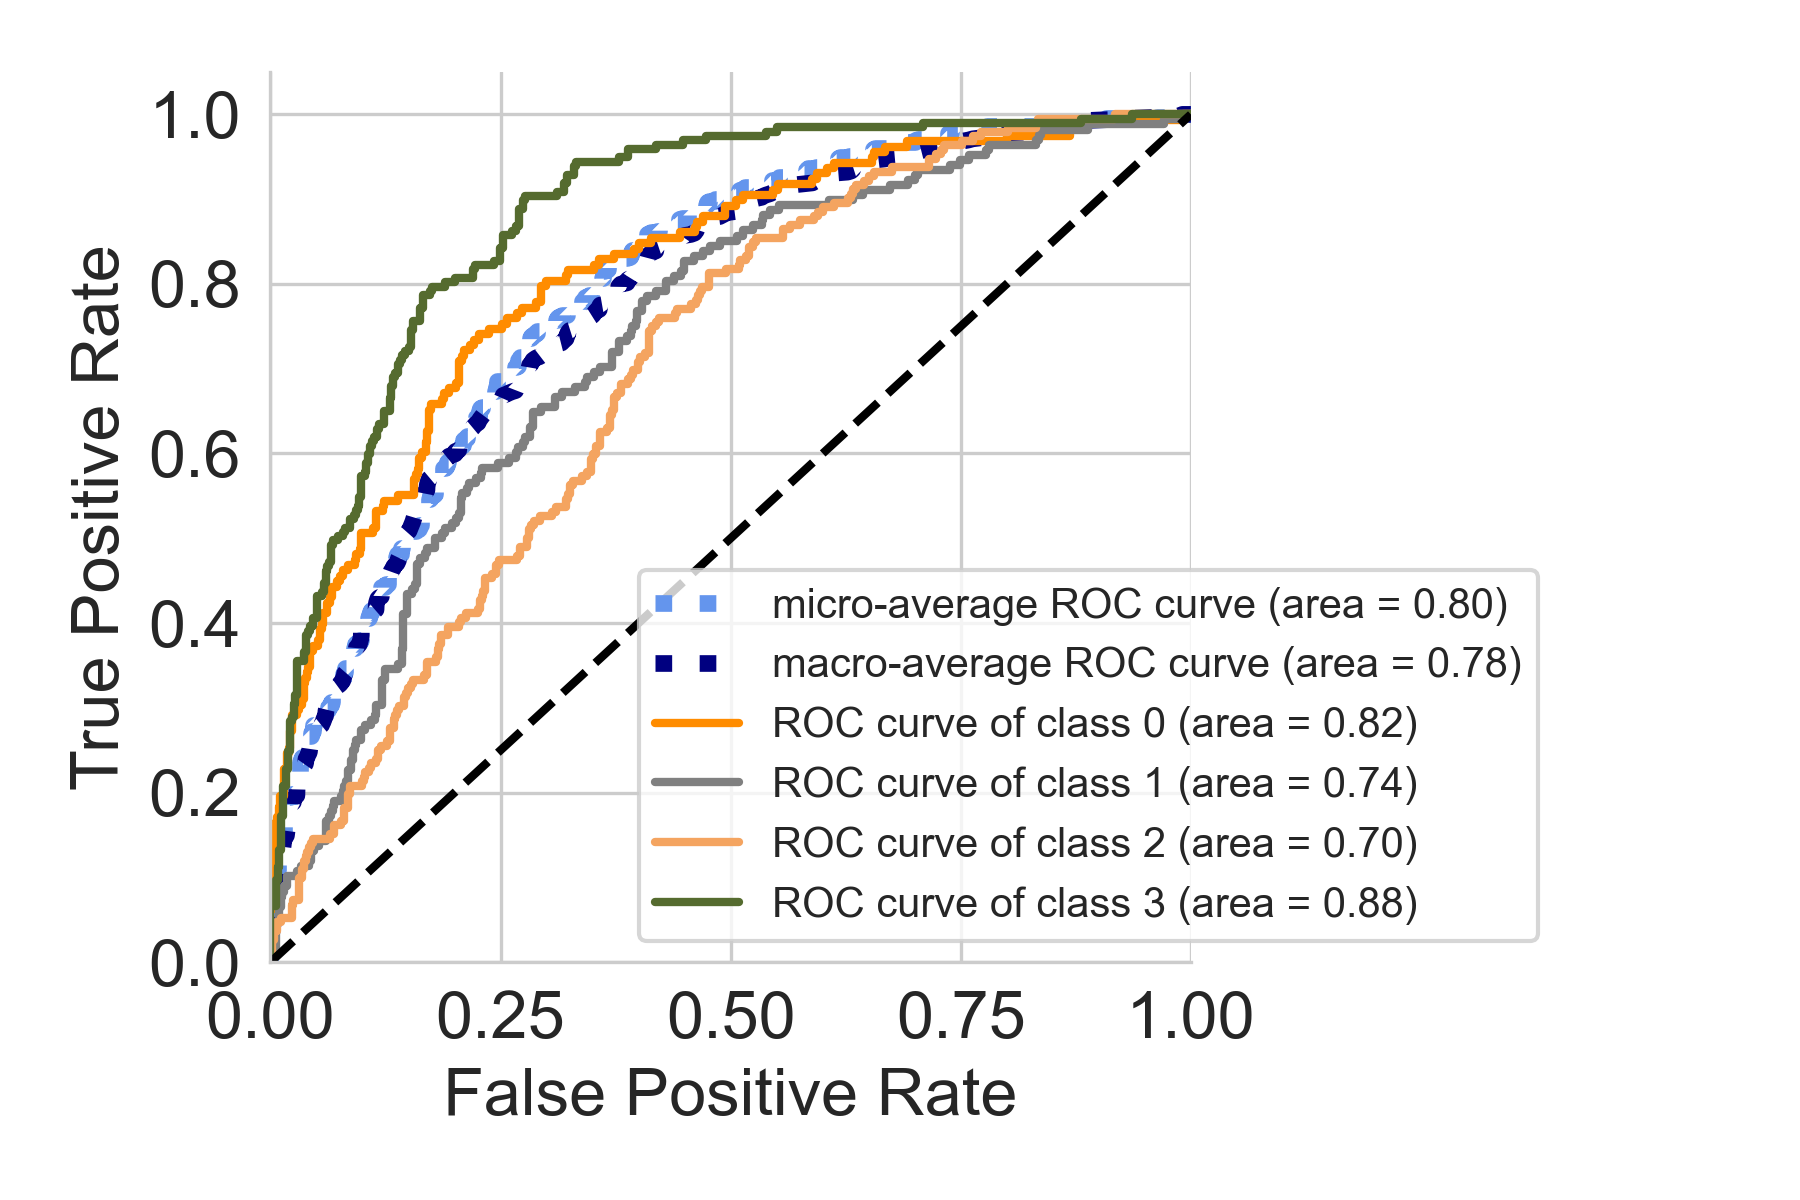 True Positive Rate
1.0
0.8
0.6
0.4
0.2
0.0
0.00 0.25 0.50 0.75 1.00
False Positive Rate
micro-average ROC curve (area = 0.80)
macro-average ROC curve (area = 0.78)
ROC curve of class 0 (area = 0.82)
ROC curve of class 1 (area = 0.74)
ROC curve of class 2 (area = 0.70)
ROC curve of class 3 (area = 0.88)